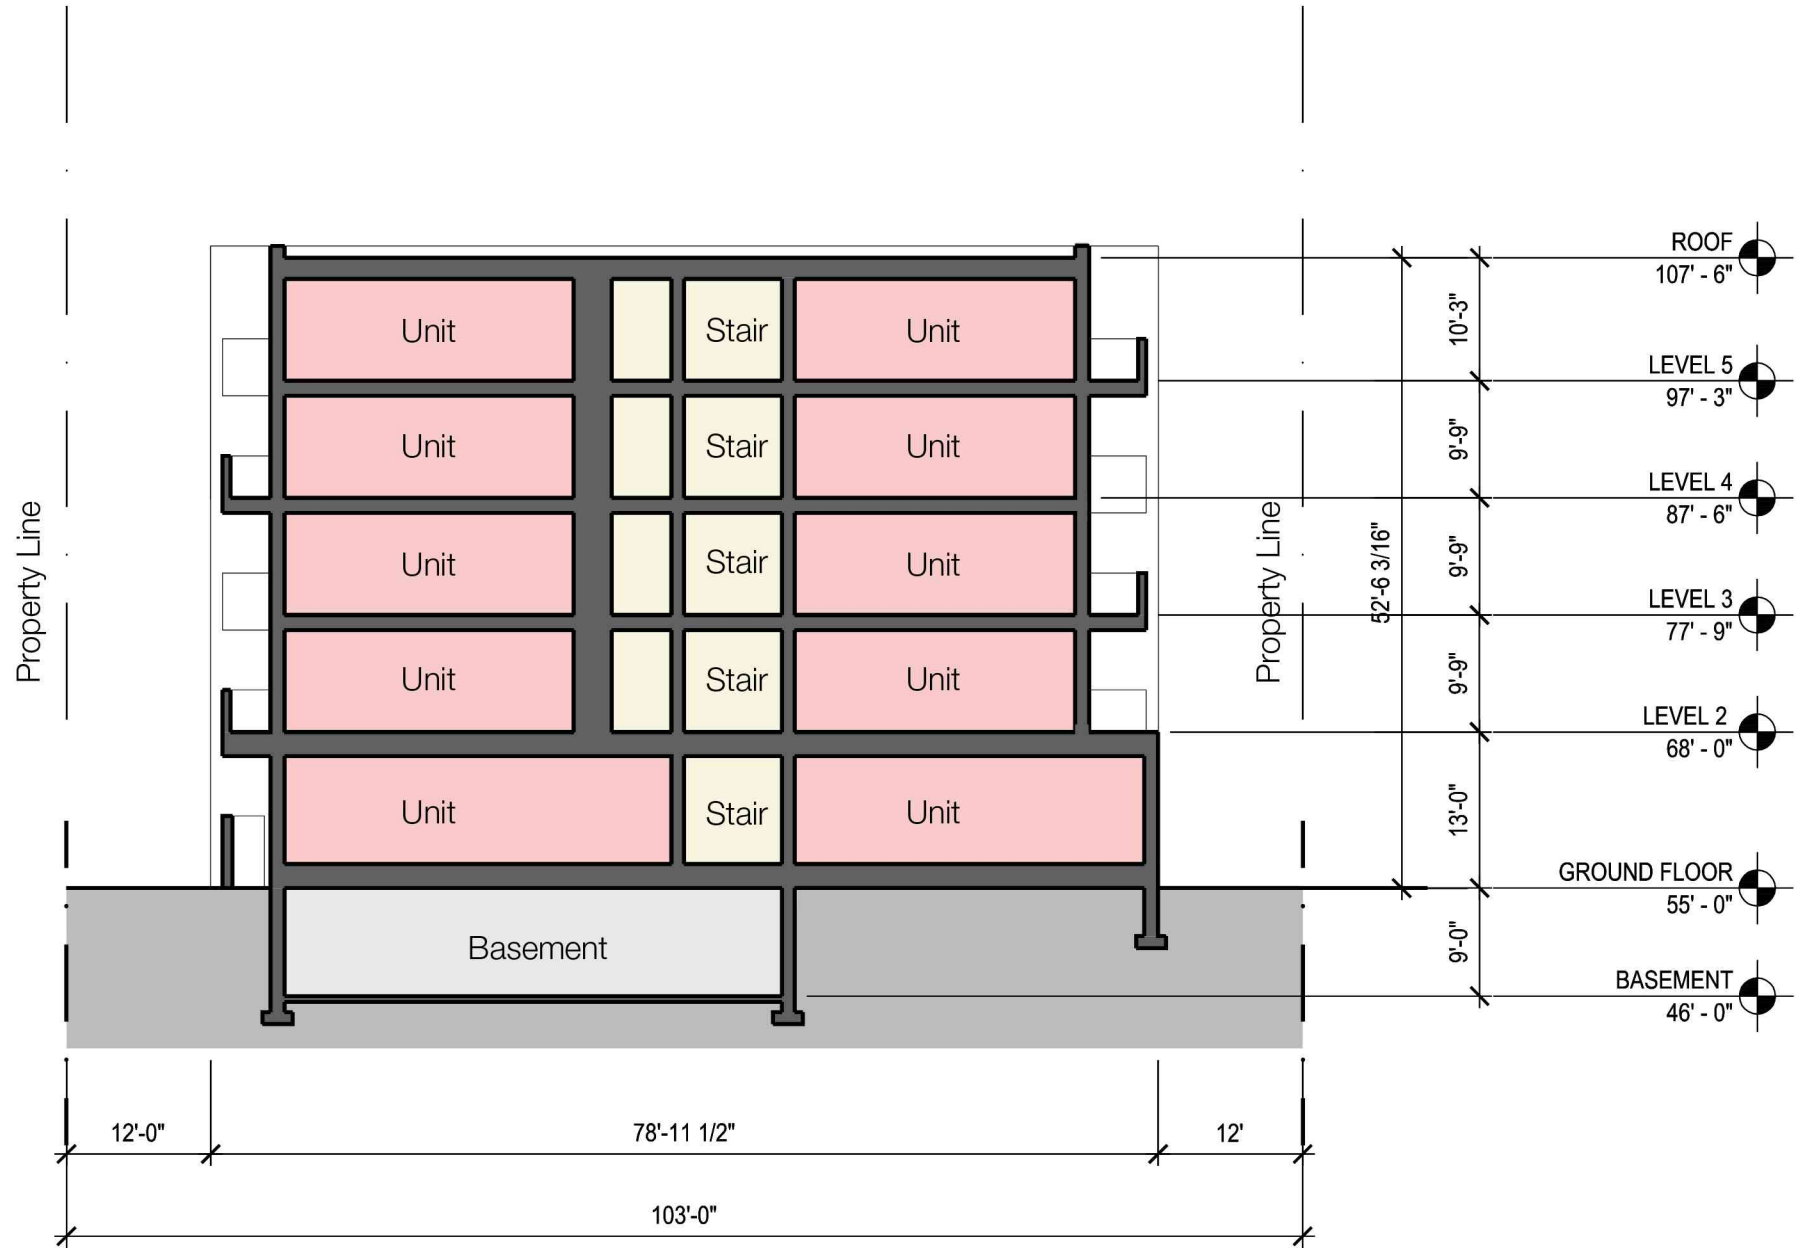 ROOF
107' - 6"
10'-3"
Unit
Stair
Unit
LEVEL 5
97' - 3"
9'-9"
Unit
Stair
Unit
LEVEL 4
87' - 6"
Property Line
Property Line
52'-6 3/16"
9'-9"
Unit
Stair
Unit
LEVEL 3
77' - 9"
9'-9"
Unit
Stair
Unit
LEVEL 2
68' - 0"
13'-0"
Unit
Stair
Unit
GROUND FLOOR
55' - 0"
9'-0"
Basement
BASEMENT
46' - 0"
12'-0"
78'-11 1/2"
12'
103'-0"